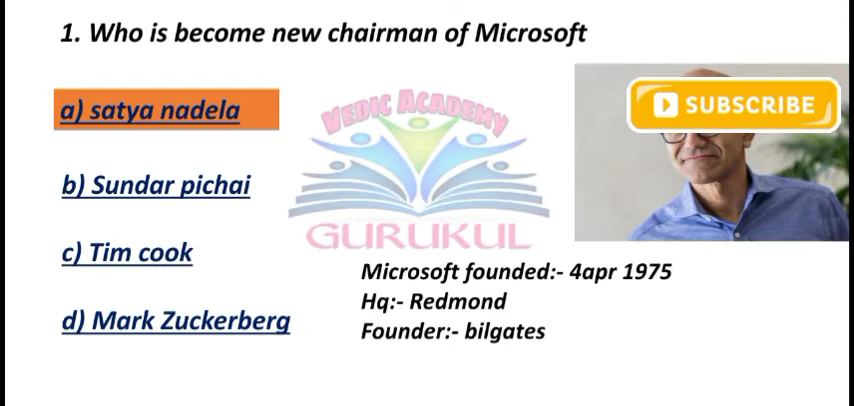 1. Who is become new chairman of Microsoft
a) satya nadela
b) Sundar pichai
c) Tim cook
d) Mark Zuckerberg
VEDIC ACADEMY
GURUKUL
SUBSCRIBE
Microsoft founded:- 4apr 1975
Hq:- Redmond
Founder:- bilgates